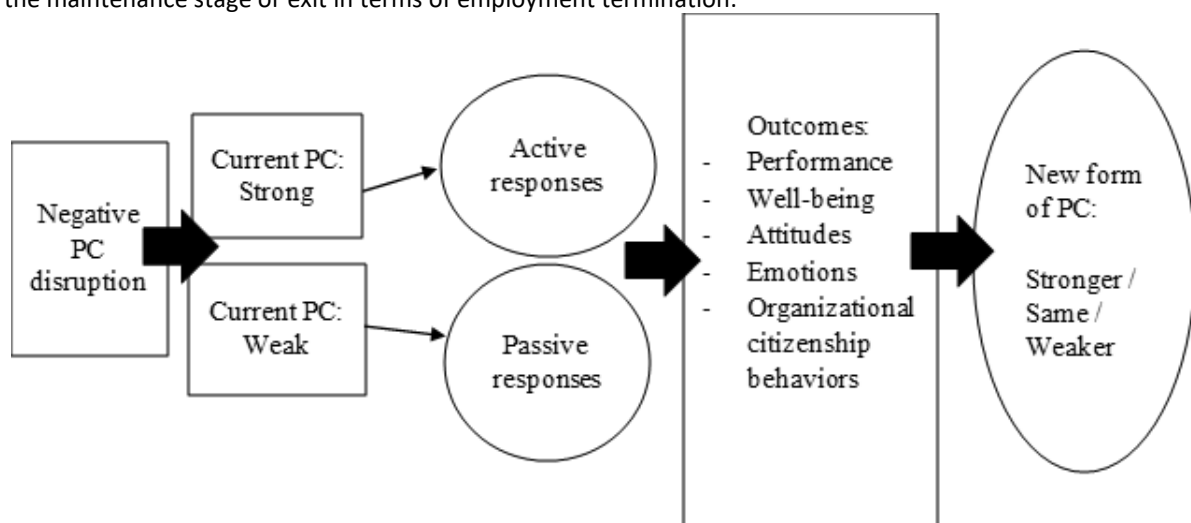 the maintenance stage or exit in terms of employment termination.
Negative
PC
disruption
Current PC:
Strong
Current PC:
Weak
Active
responses
Passive
responses
Outcomes:
- Performance
- Well-being
- Attitudes
- Emotions
- Organizational
citizenship
behaviors
New form
of PC:
Stronger /
Same /
Weaker